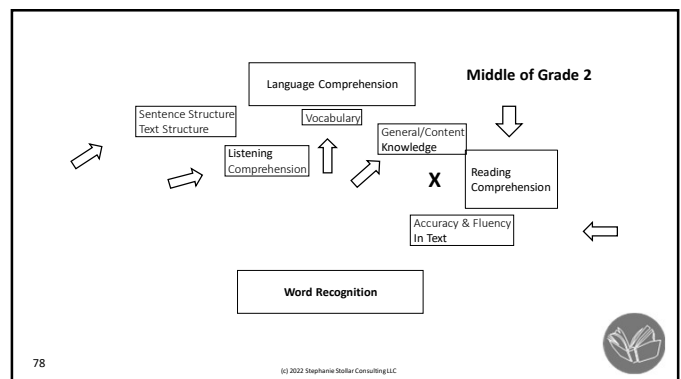 Language Comprehension
Middle of Grade 2
Sentence Structure
Text Structure
Vocabulary
General/Content
Knowledge
Listening
Comprehension
X
Reading
Comprehension
Accuracy & Fluency
In Text
Word Recognition
78
(c) 2022 Stephanie Stollar Consulting LLC